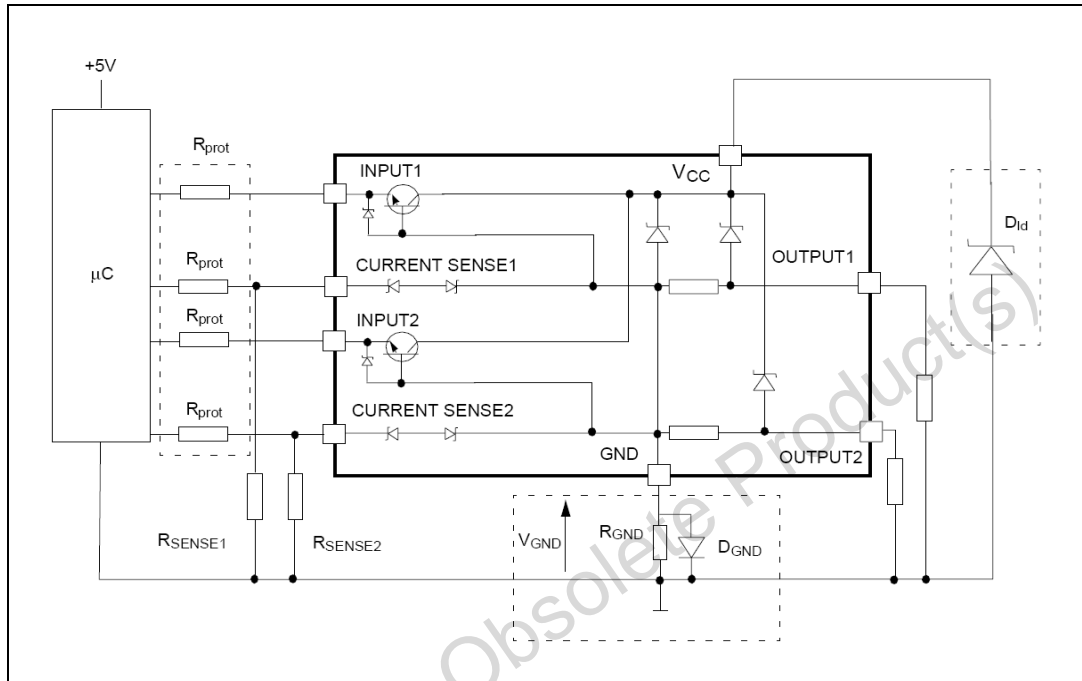 +5V
μC
Rprot
Rprot
Rprot
Rprot
INPUT1
CURRENT SENSE1
INPUT2
CURRENT SENSE2
VCC
OUTPUT1
OUTPUT2
GND
Dld
RSENSE1
RSENSE2
VGND
RGND
DGND
Obsolete Product(s)